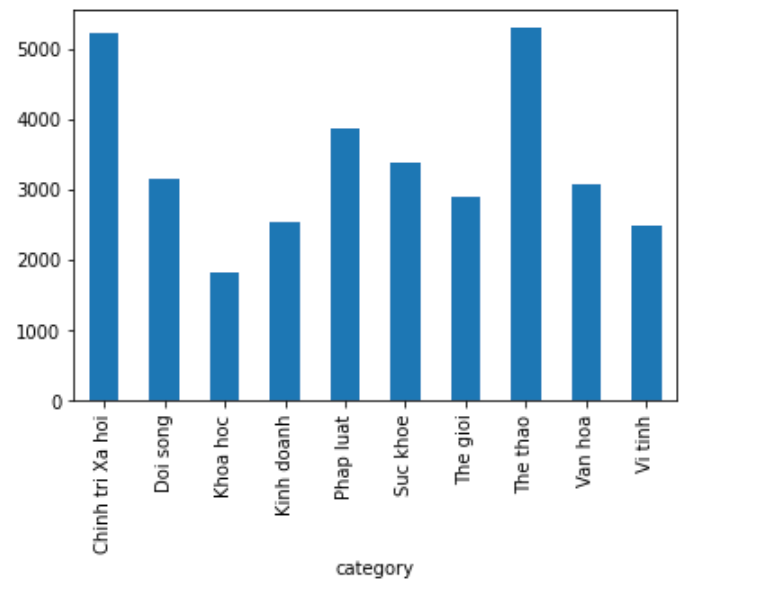 5000
4000
3000
2000
1000
0
Chinh tri Xa hoi
Doi song
Khoa hoc
Kinh doanh
Phap luat
Suc khoe
The gioi
The thao
Van hoa
Vi tinh
category